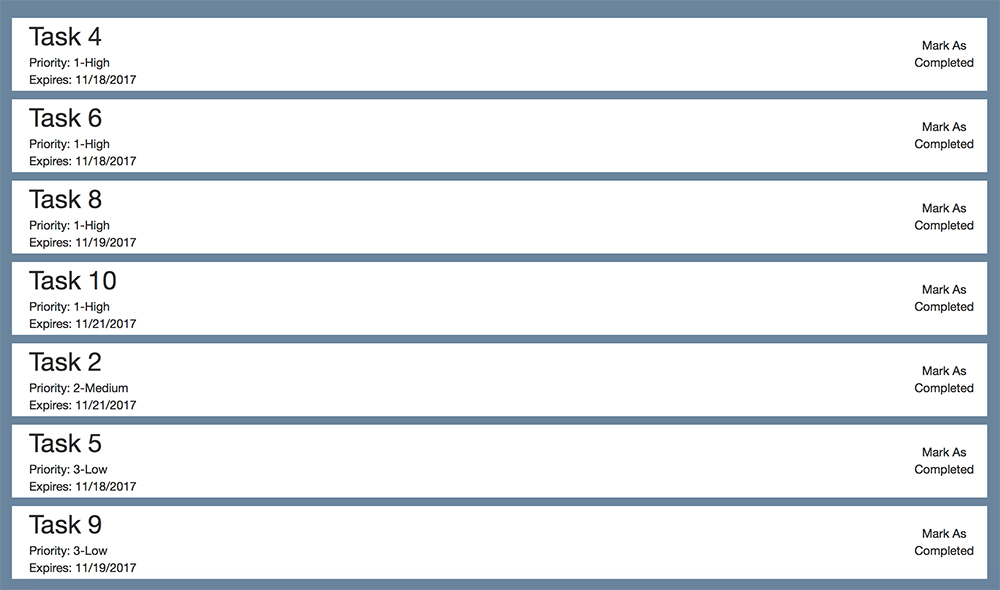 Task 4
Priority: 1-High
Expires: 11/18/2017
Mark As
Completed
Task 6
Priority: 1-High
Expires: 11/18/2017
Mark As
Completed
Task 8
Priority: 1-High
Expires: 11/19/2017
Mark As
Completed
Task 10
Priority: 1-High
Expires: 11/21/2017
Mark As
Completed
Task 2
Priority: 2-Medium
Expires: 11/21/2017
Mark As
Completed
Task 5
Priority: 3-Low
Expires: 11/18/2017
Mark As
Completed
Task 9
Priority: 3-Low
Expires: 11/19/2017
Mark As
Completed